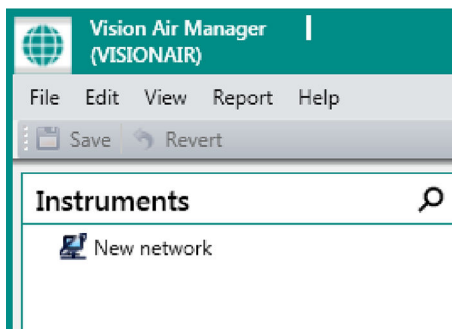 Vision Air Manager
(VISIONAIR)
File Edit View Report Help
Save Revert
Instruments
New network